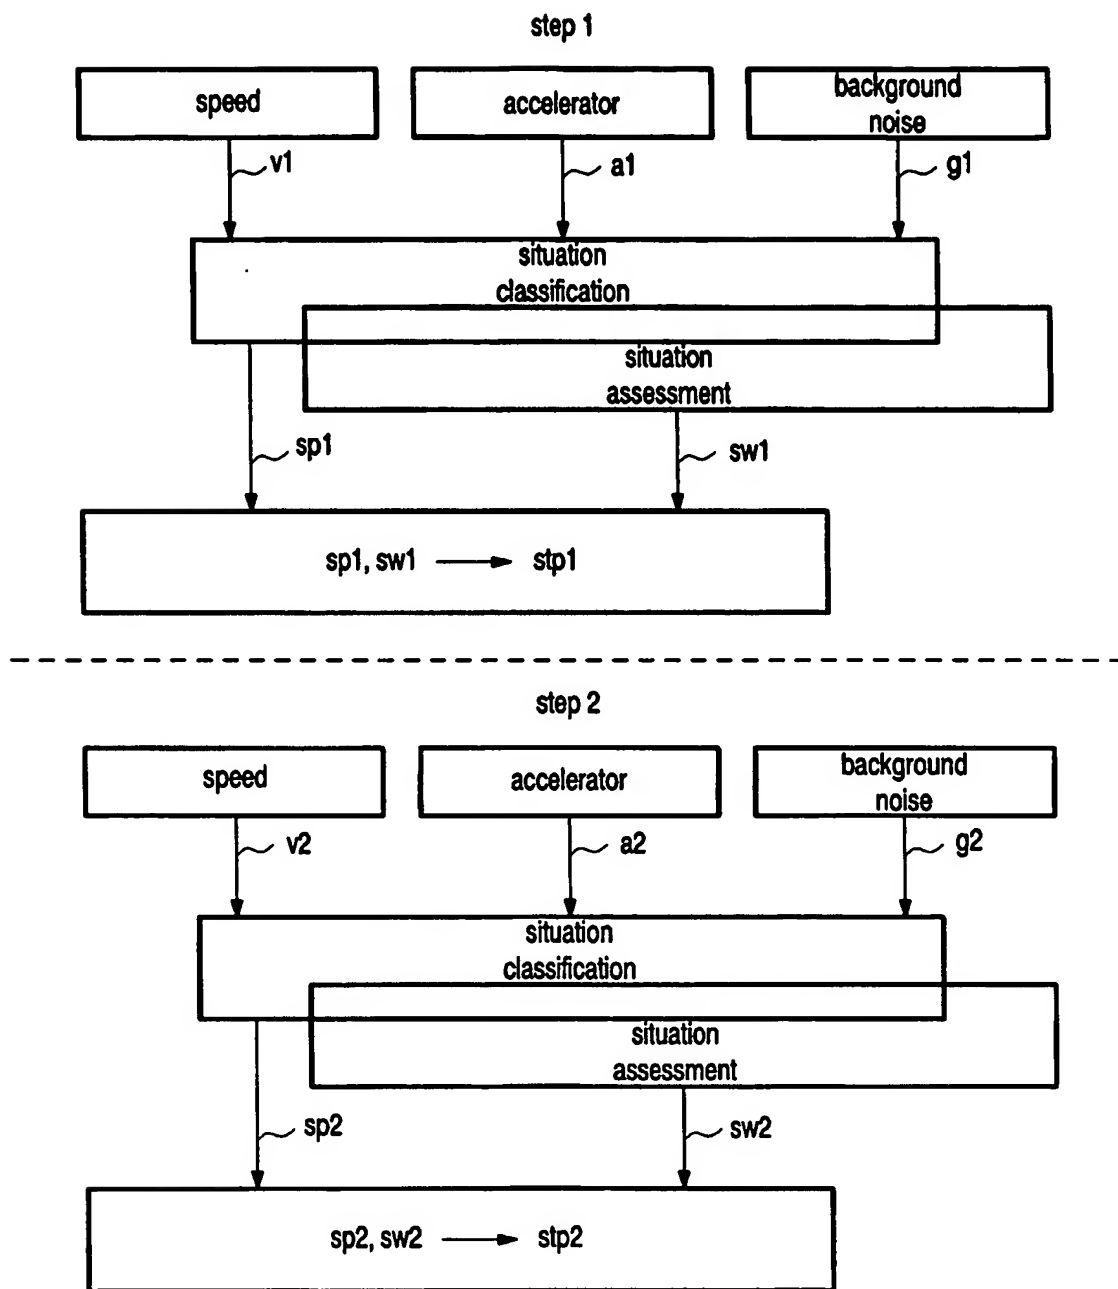 step 1
speed
accelerator
background
noise
v1
a1
g1
situation
classification
situation
assessment
sp1
sw1
sp1, sw1 → stp1
step 2
speed
accelerator
background
noise
v2
a2
g2
situation
classification
situation
assessment
sp2
sw2
sp2, sw2 → stp2